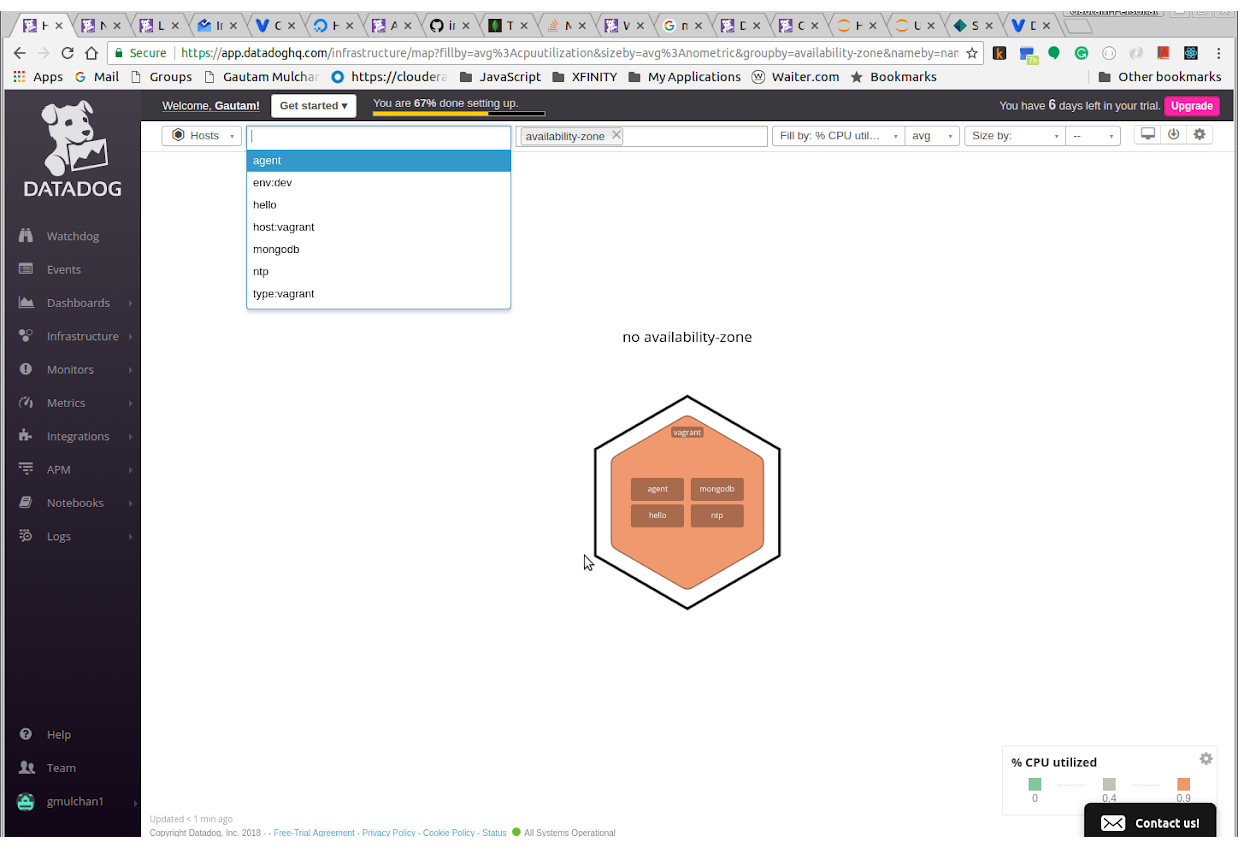 H N L Ir C H A ir T M V G n D C H U S D Gautam-Personal
Secure | https://app.datadoghq.com/infrastructure/map?fillby=avg%3Acpuutilization&sizeby=avg%3Anometric&groupby=availability-zone&nameby=nan
Apps G Mail Groups Gautam Mulchar https://cloudera JavaScript XFINITY My Applications Waiter.com Bookmarks Other bookmarks
Welcome, Gautam! Get started ▾ You are 67% done setting up. You have 6 days left in your trial. Upgrade
Hosts availability-zone × Fill by: % CPU util... avg Size by: --
agent
env:dev
hello
host:vagrant
mongodb
ntp
type:vagrant
DATADOG
Watchdog
Events
Dashboards
Infrastructure
Monitors
Metrics
Integrations
APM
Notebooks
Logs
Help
Team
gmulchan1
no availability-zone
vagrant
agent mongodb
hello ntp
% CPU utilized
0 0.4 0.9
Contact us!
Updated < 1 min ago
Copyright Datadog, Inc. 2018 - - Free-Trial Agreement - Privacy Policy - Cookie Policy - Status All Systems Operational